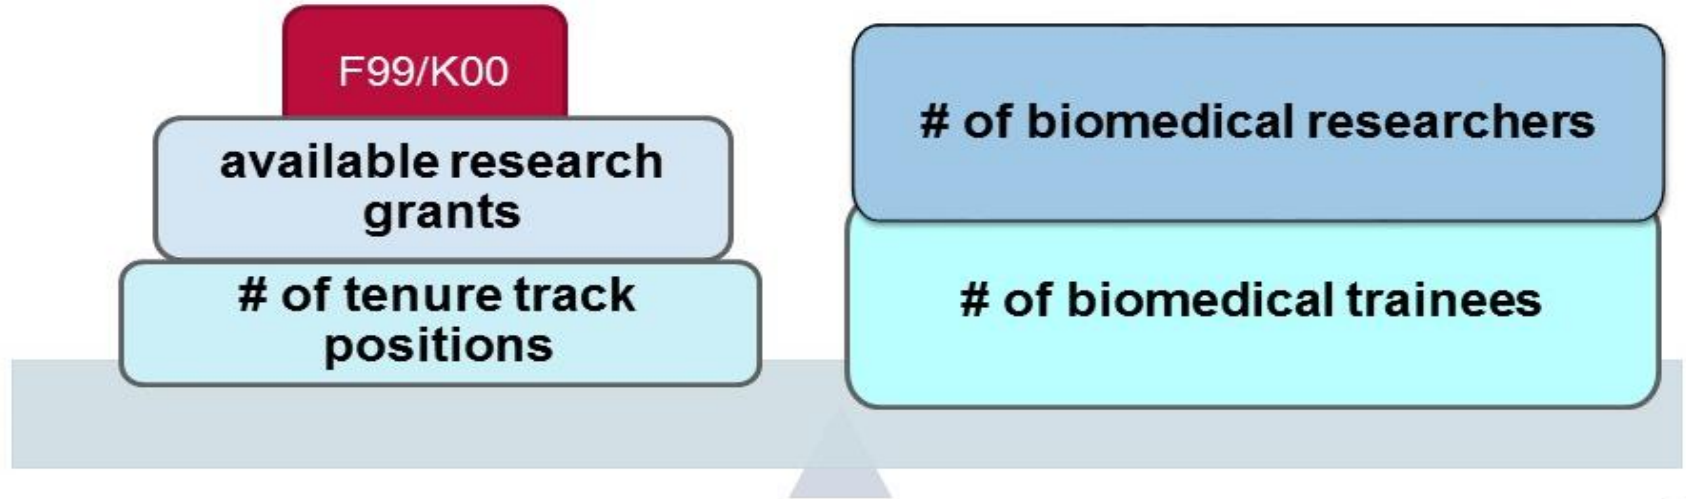 F99/K00
available research
grants
# of tenure track
positions
# of biomedical researchers
# of biomedical trainees